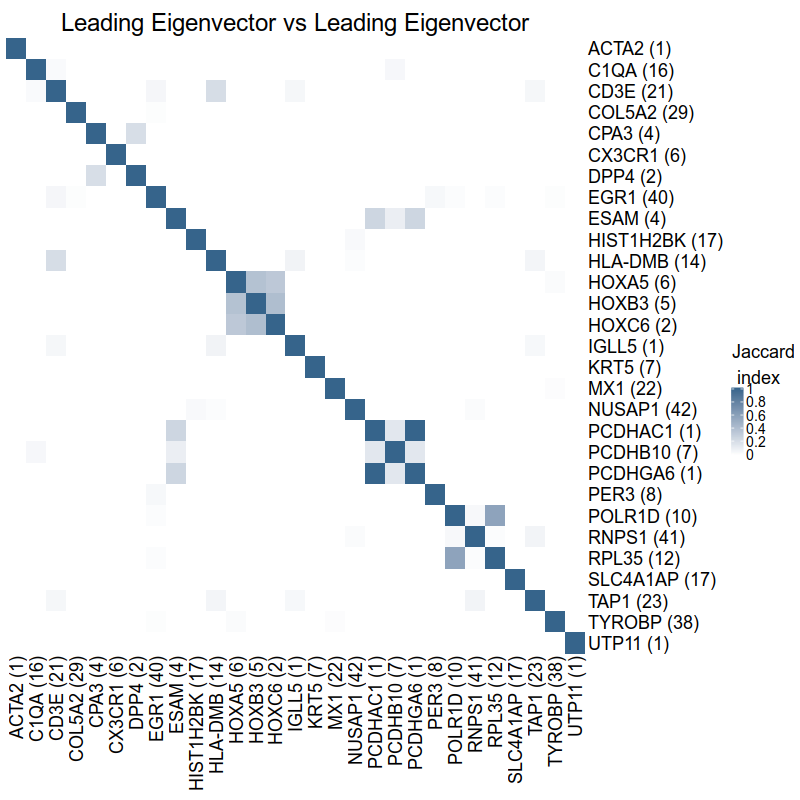 Leading Eigenvector vs Leading Eigenvector
ACTA2 (1)
C1QA (16)
CD3E (21)
COL5A2 (29)
CPA3 (4)
CX3CR1 (6)
DPP4 (2)
EGR1 (40)
ESAM (4)
HIST1H2BK (17)
HLA-DMB (14)
HOXA5 (6)
HOXB3 (5)
HOXC6 (2)
IGLL5 (1)
KRT5 (7)
MX1 (22)
NUSAP1 (42)
PCDHAC1 (1)
PCDHB10 (7)
PCDHGA6 (1)
PER3 (8)
POLR1D (10)
RNPS1 (41)
RPL35 (12)
SLC4A1AP (17)
TAP1 (23)
TYROBP (38)
UTP11 (1)
Jaccard
index
1
0.8
0.6
0.4
0.2
0
ACTA2 (1)
C1QA (16)
CD3E (21)
COL5A2 (29)
CPA3 (4)
CX3CR1 (6)
DPP4 (2)
EGR1 (40)
ESAM (4)
HIST1H2BK (17)
HLA-DMB (14)
HOXA5 (6)
HOXB3 (5)
HOXC6 (2)
IGLL5 (1)
KRT5 (7)
MX1 (22)
NUSAP1 (42)
PCDHAC1 (1)
PCDHB10 (7)
PCDHGA6 (1)
PER3 (8)
POLR1D (10)
RNPS1 (41)
RPL35 (12)
SLC4A1AP (17)
TAP1 (23)
TYROBP (38)
UTP11 (1)